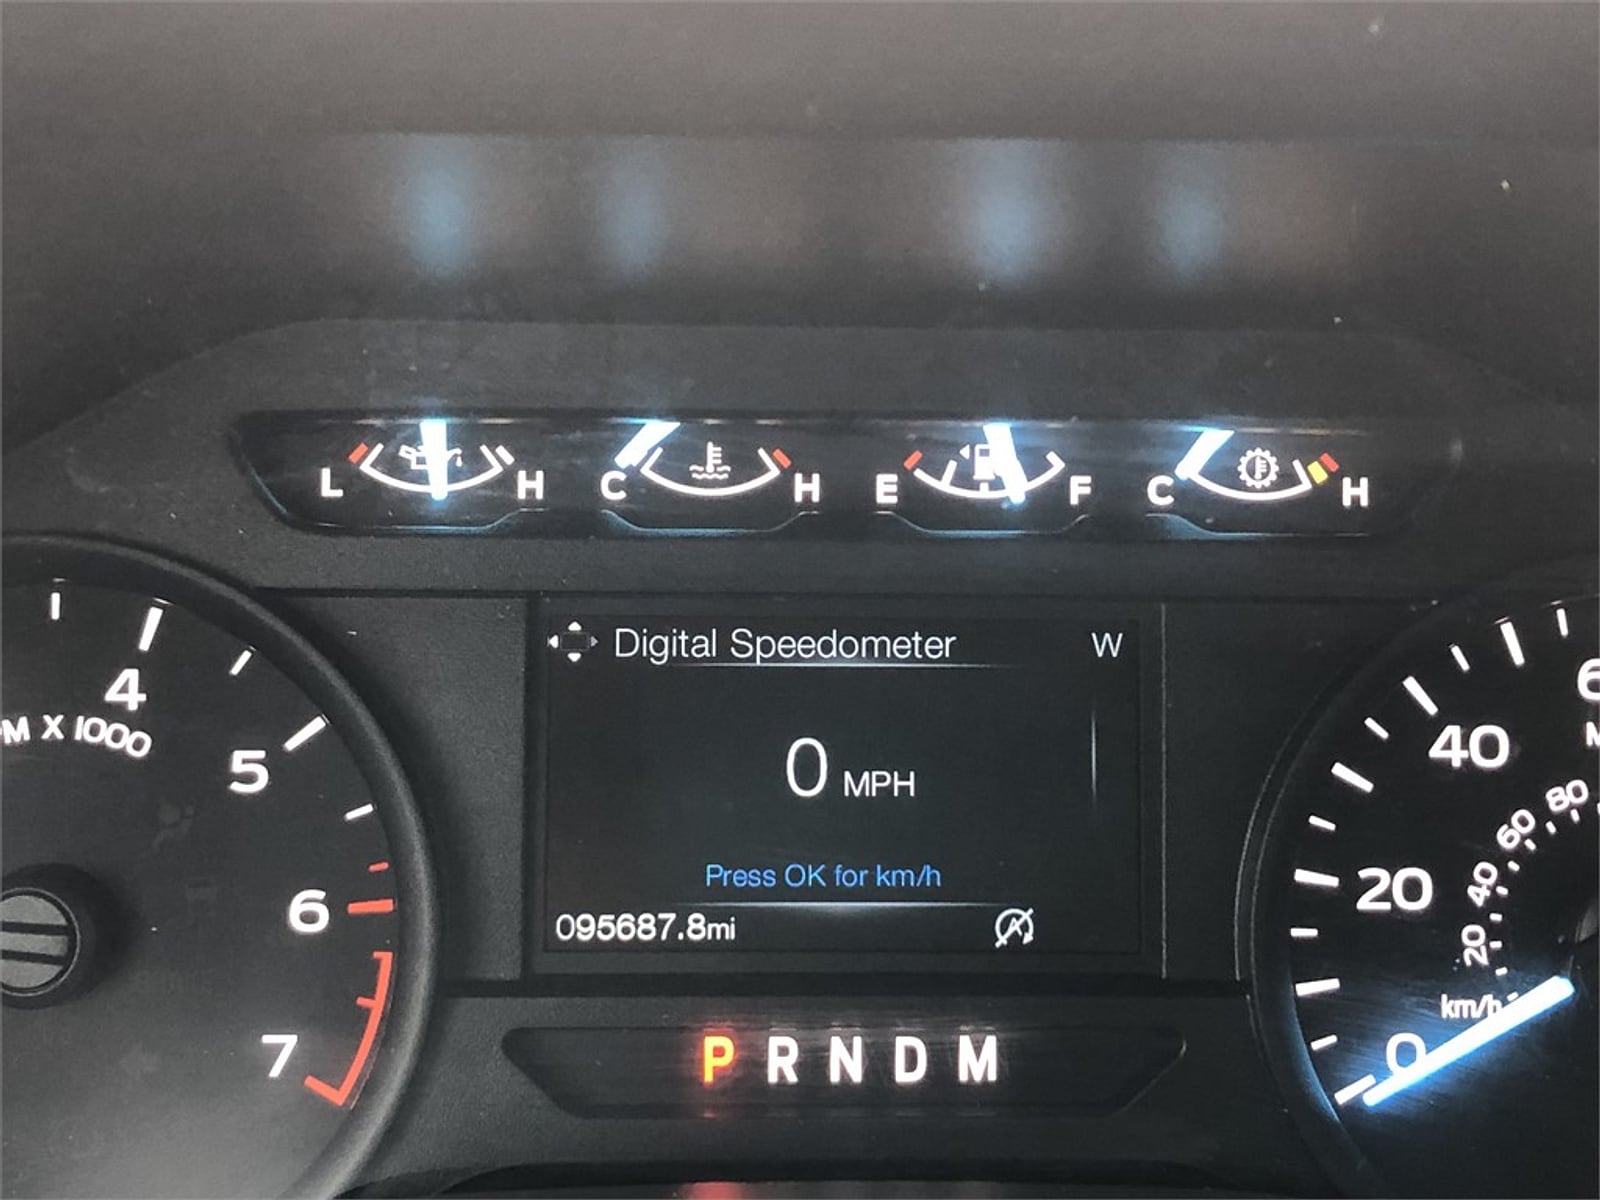 L H C H E F C H
Digital Speedometer W
0 MPH
Press OK for km/h
095687.8mi
4
X 1000
5
6
7
P R N D M
40
20
0
80
60
40
20
km/h